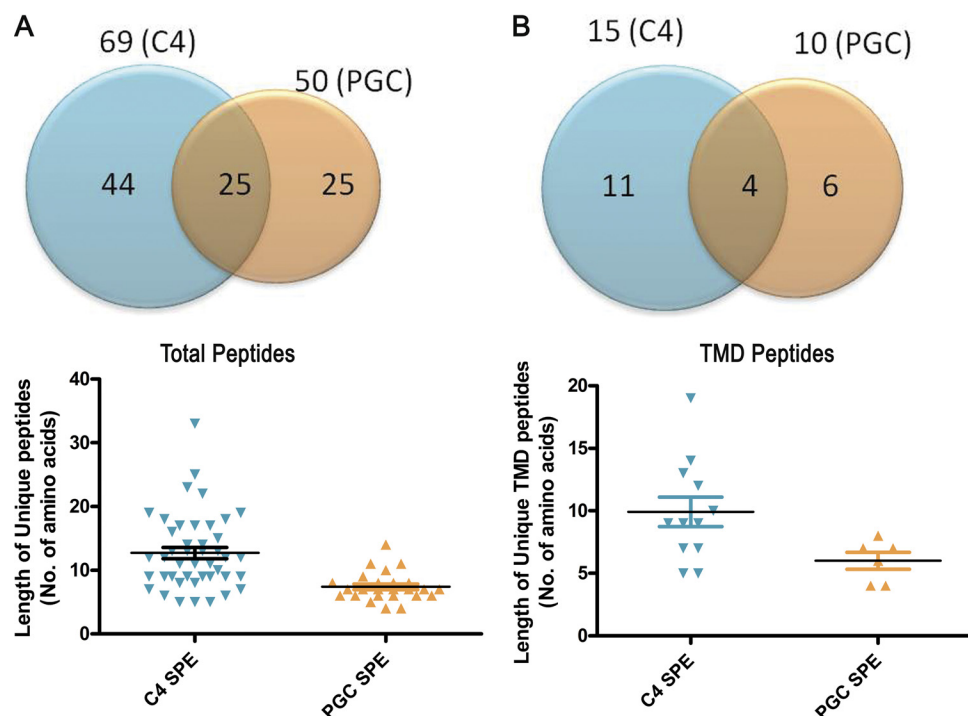 A
69 (C4)
50 (PGC)
44
25
25
Total Peptides
Length of Unique peptides
(No. of amino acids)
40
30
20
10
0
C4 SPE
PGC SPE
B
15 (C4)
10 (PGC)
11
4
6
TMD Peptides
Length of Unique TMD peptides
(No. of amino acids)
20
15
10
5
0
C4 SPE
PGC SPE